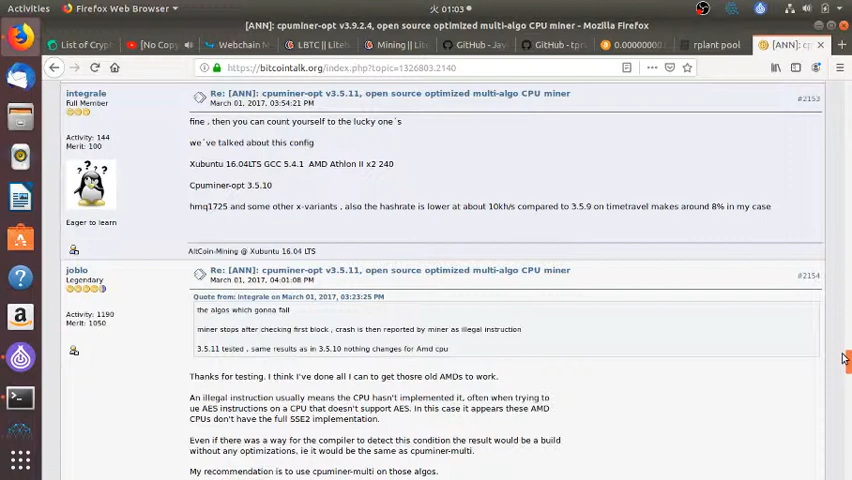 Activities
Firefox Web Browser
火 01:03
[ANN]: cpuminer-opt v3.9.2.4, open source optimized multi-algo CPU miner - Mozilla Firefox
List of Crypt
[No Copy
Webchain M
LBTC || Liteh
Mining || Lit
GitHub - Jay
GitHub - tpr
0.00000000
rplant pool
[ANN]: cp
https://bitcointalk.org/index.php?topic=1326803.2140
integrale
Full Member
Activity: 144
Merit: 100
Eager to learn
Re: [ANN]: cpuminer-opt v3.5.11, open source optimized multi-algo CPU miner
March 01, 2017, 03:54:21 PM
#2153
fine , then you can count yourself to the lucky one´s
we´ve talked about this config
Xubuntu 16.04LTS GCC 5.4.1 AMD Athlon II x2 240
Cpuminer-opt 3.5.10
hmq1725 and some other x-variants , also the hashrate is lower at about 10kh/s compared to 3.5.9 on timetravel makes around 8% in my case
AltCoin-Mining @ Xubuntu 16.04 LTS
joblo
Legendary
Activity: 1190
Merit: 1050
Re: [ANN]: cpuminer-opt v3.5.11, open source optimized multi-algo CPU miner
March 01, 2017, 04:01:08 PM
#2154
Quote from: integrale on March 01, 2017, 03:23:25 PM
the algos which gonna fail
miner stops after checking first block , crash is then reported by miner as illegal instruction
3.5.11 tested , same results as in 3.5.10 nothing changes for Amd cpu
Thanks for testing. I think I've done all I can to get thosre old AMDs to work.
An illegal instruction usually means the CPU hasn't implemented it, often when trying to
ue AES instructions on a CPU that doesn't support AES. In this case it appears these AMD
CPUs don't have the full SSE2 implementation.
Even if there was a way for the compiler to detect this condition the result would be a build
without any optimizations, ie it would be the same as cpuminer-multi.
My recommendation is to use cpuminer-multi on those algos.